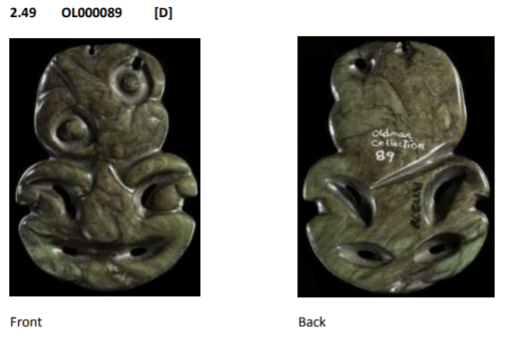 2.49 OL000089 [D]
Oldman
Collection
89
Front
Back